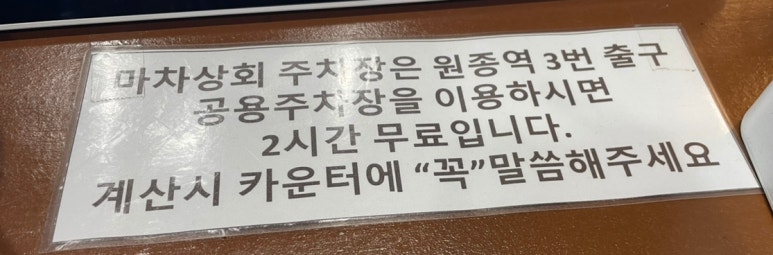 마차상회 주차장은 원종역 3번 출구
공용주차장을 이용하시면
2시간 무료입니다.
계산시 카운터에 “꼭”말씀해주세요